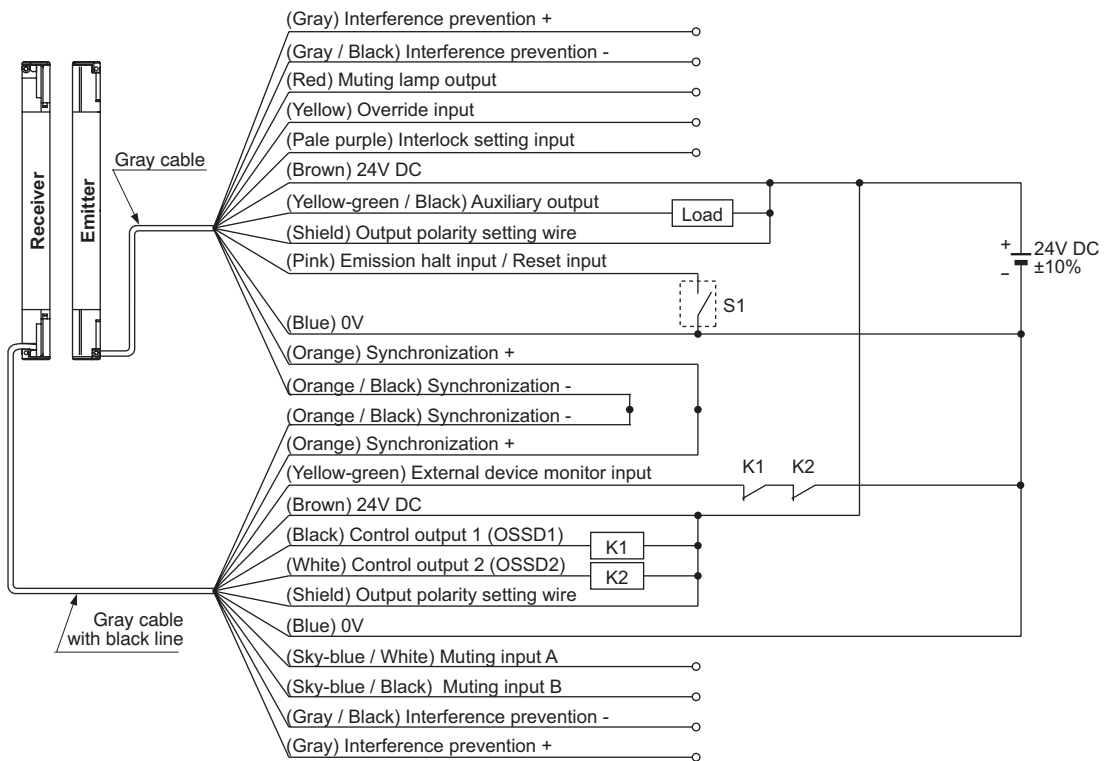 (Gray) Interference prevention +
(Gray / Black) Interference prevention -
(Red) Muting lamp output
(Yellow) Override input
(Pale purple) Interlock setting input
(Brown) 24V DC
(Yellow-green / Black) Auxiliary output
Load
(Shield) Output polarity setting wire
(Pink) Emission halt input / Reset input
S1
(Blue) 0V
(Orange) Synchronization +
(Orange / Black) Synchronization -
(Orange / Black) Synchronization -
(Orange) Synchronization +
(Yellow-green) External device monitor input
K1
K2
(Brown) 24V DC
(Black) Control output 1 (OSSD1)
K1
(White) Control output 2 (OSSD2)
K2
(Shield) Output polarity setting wire
(Blue) 0V
(Sky-blue / White) Muting input A
(Sky-blue / Black) Muting input B
(Gray / Black) Interference prevention -
(Gray) Interference prevention +
Receiver
Emitter
Gray cable
Gray cable
with black line
+
24V DC
±10%
−